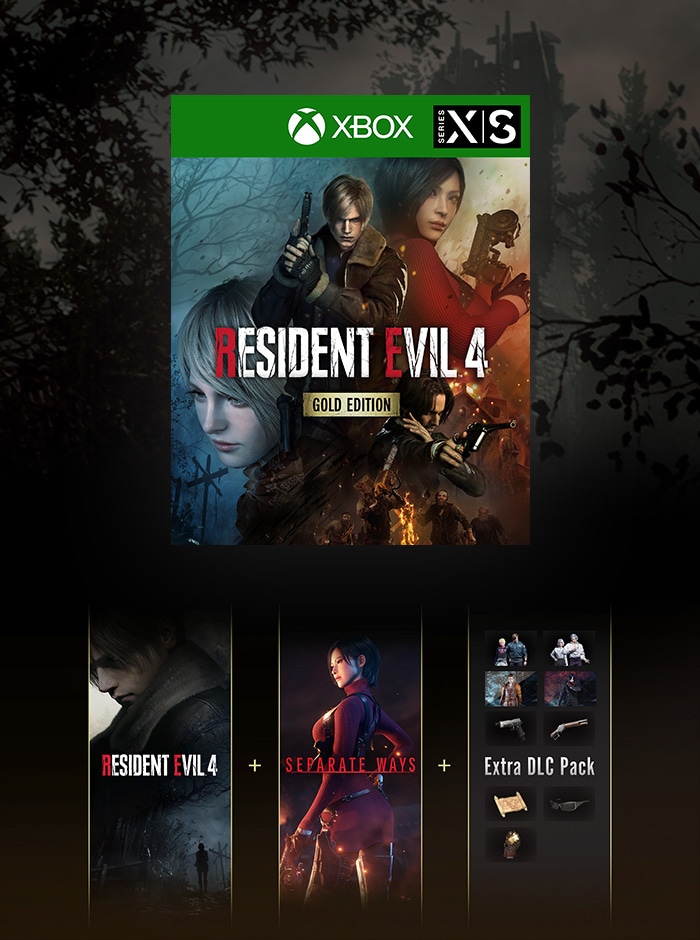 XBOX
SERIES X|S
RESIDENT EVIL 4
GOLD EDITION
RESIDENT EVIL 4
+
SEPARATE WAYS
+
Extra DLC Pack